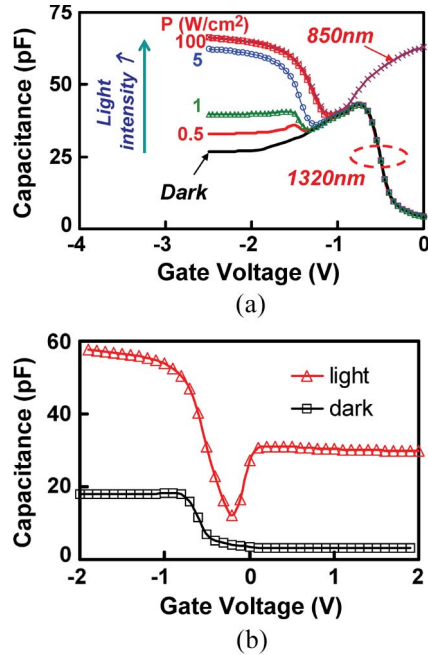 P (W/cm²)
100
5
1
0.5
Dark
850nm
1320nm
Light
intensity ↗
Capacitance (pF)
75
50
25
0
-4 -3 -2 -1 0
Gate Voltage (V)
(a)
Capacitance (pF)
60
40
20
0
light
dark
-2 -1 0 1 2
Gate Voltage (V)
(b)